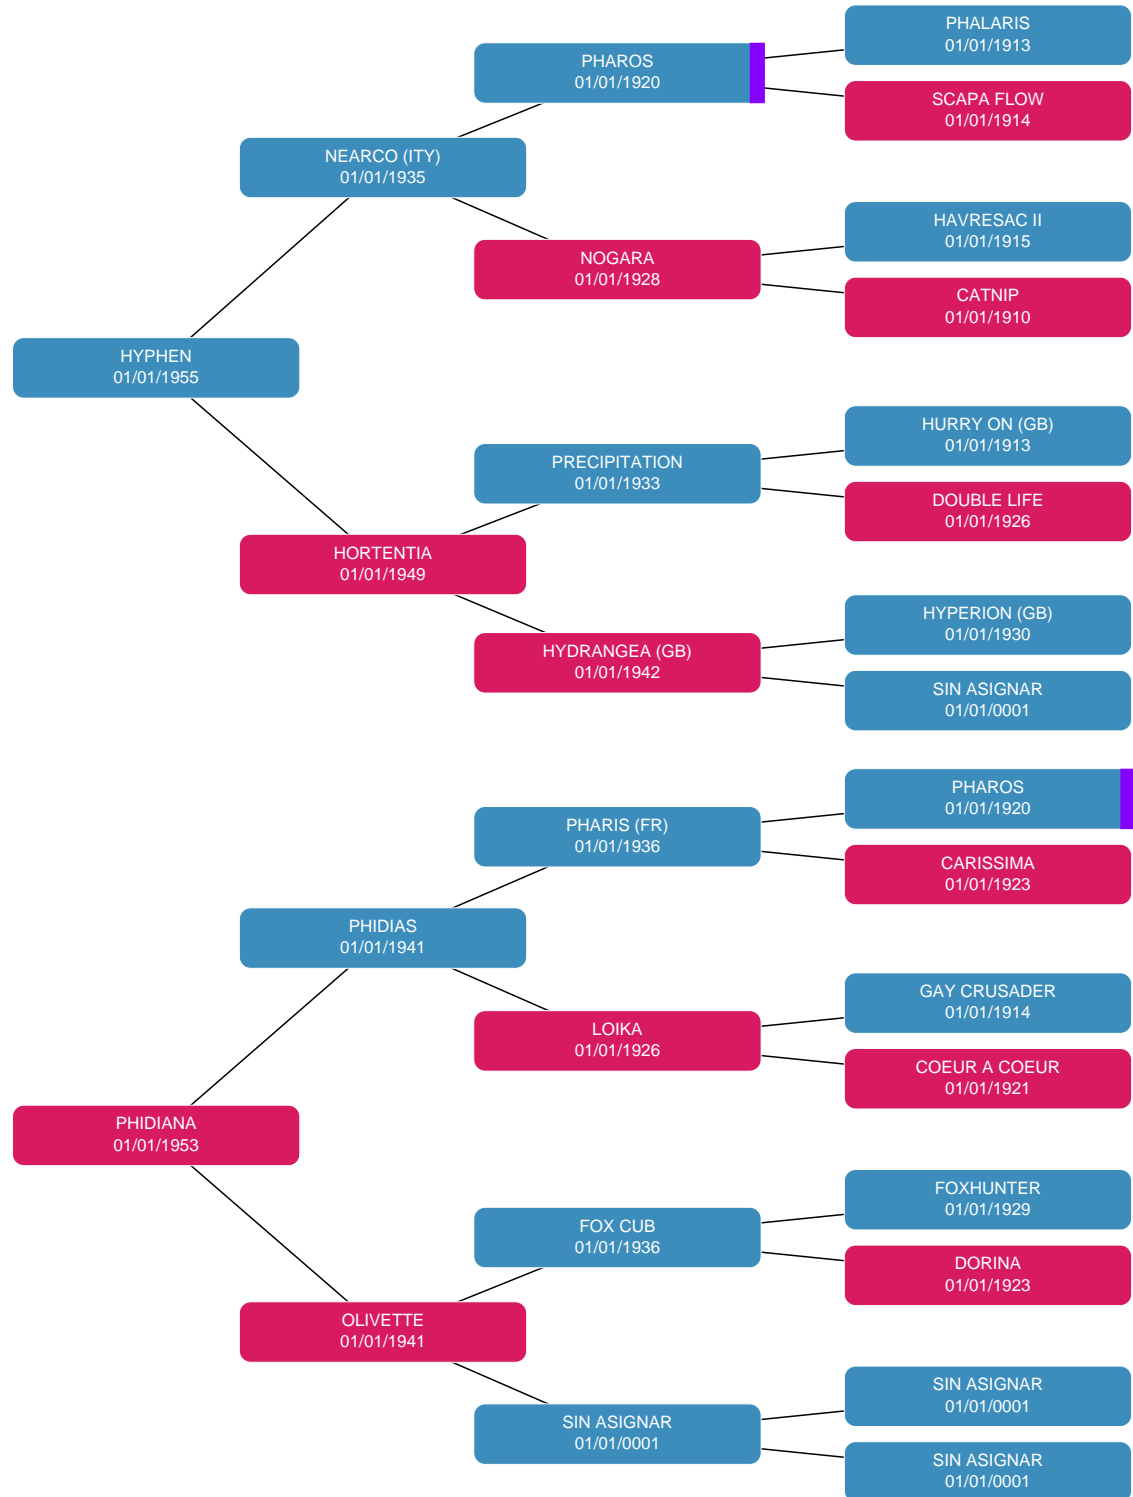 PHALARIS
01/01/1913
PHAROS
01/01/1920
SCAPA FLOW
01/01/1914
NEARCO (ITY)
01/01/1935
HAVRESAC II
01/01/1915
NOGARA
01/01/1928
CATNIP
01/01/1910
HYPHEN
01/01/1955
HURRY ON (GB)
01/01/1913
PRECIPITATION
01/01/1933
DOUBLE LIFE
01/01/1926
HORTENTIA
01/01/1949
HYPERION (GB)
01/01/1930
HYDRANGEA (GB)
01/01/1942
SIN ASIGNAR
01/01/0001
PHAROS
01/01/1920
PHARIS (FR)
01/01/1936
CARISSIMA
01/01/1923
PHIDIAS
01/01/1941
GAY CRUSADER
01/01/1914
LOIKA
01/01/1926
COEUR A COEUR
01/01/1921
PHIDIANA
01/01/1953
FOXHUNTER
01/01/1929
FOX CUB
01/01/1936
DORINA
01/01/1923
OLIVETTE
01/01/1941
SIN ASIGNAR
01/01/0001
SIN ASIGNAR
01/01/0001
SIN ASIGNAR
01/01/0001